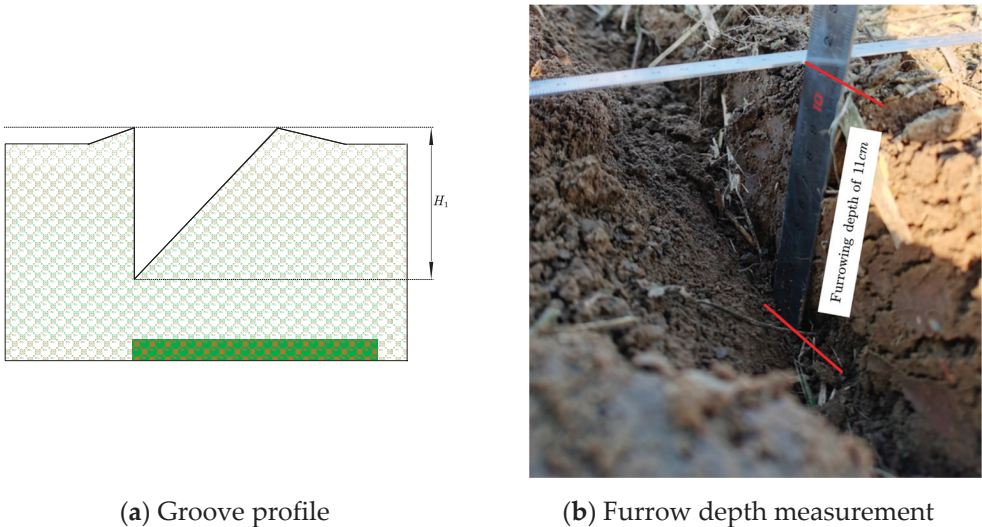 H₁
10
Furrowing depth of 11cm
(a) Groove profile
(b) Furrow depth measurement